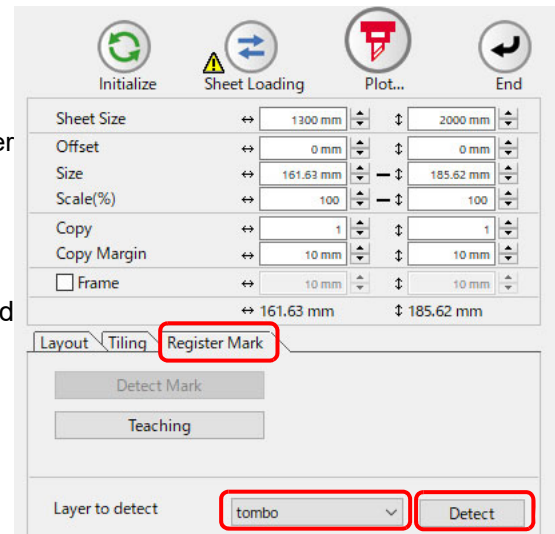 Initialize Sheet Loading Plot... End
Sheet Size ↔ 1300 mm ↕ 2000 mm
er
Offset ↔ 0 mm ↕ 0 mm
Size ↔ 161.63 mm ↕ 185.62 mm
Scale(%) ↔ 100 ↕ 100
Copy ↔ 1 ↕ 1
Copy Margin ↔ 10 mm ↕ 10 mm
Frame ↔ 10 mm ↕ 10 mm
d
↔ 161.63 mm ↕ 185.62 mm
Layout Tiling Register Mark
Detect Mark
Teaching
Layer to detect tombo Detect